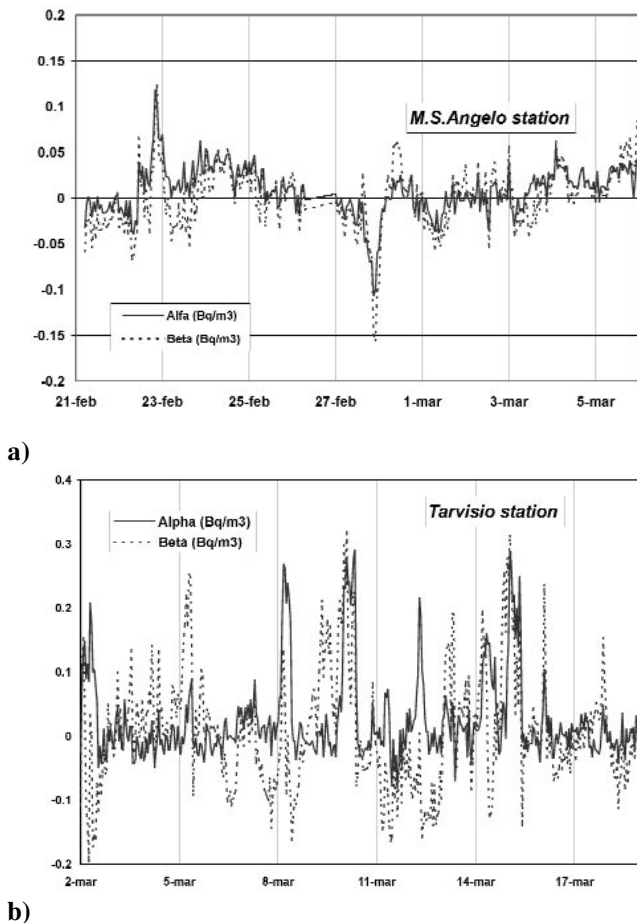 0.2
0.15
0.1
M.S.Angelo station
0.05
0
-0.05
-0.1
Alfa (Bq/m3)
-0.15
Beta (Bq/m3)
-0.2
21-feb 23-feb 25-feb 27-feb 1-mar 3-mar 5-mar
a)
0.4
Alpha (Bq/m3) Tarvisio station
Beta (Bq/m3)
0.3
0.2
0.1
0
-0.1
-0.2
2-mar 5-mar 8-mar 11-mar 14-mar 17-mar
b)